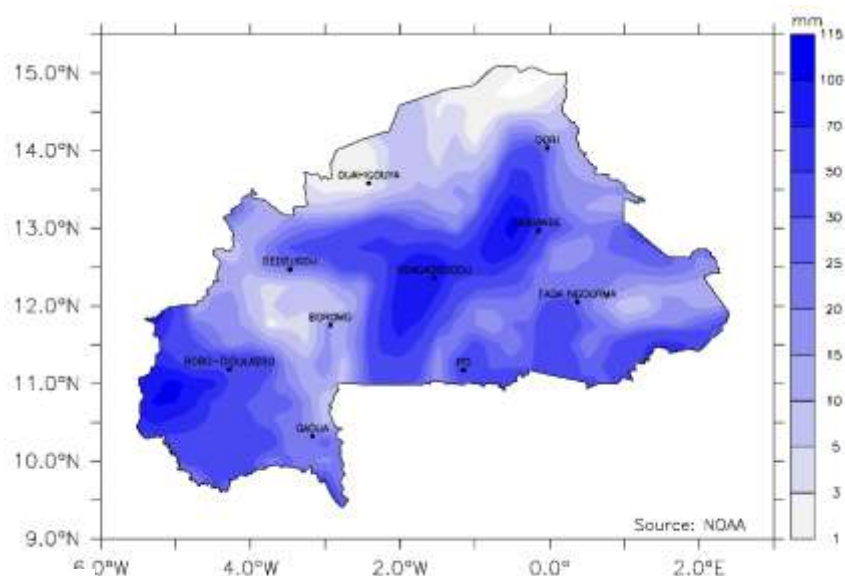 mm
115
100
70
50
30
25
20
15
10
5
3
1
15.0°N
14.0°N
13.0°N
12.0°N
11.0°N
10.0°N
9.0°N
DORI
OUAHIGOUYA
DEDOUGOU
OUAGADOUGOU
FADA NGOURMA
BOROMO
BOBO-DIOULASSO
PO
GAOUA
Source: NOAA
6.0°W
4.0°W
2.0°W
0.0°
2.0°E